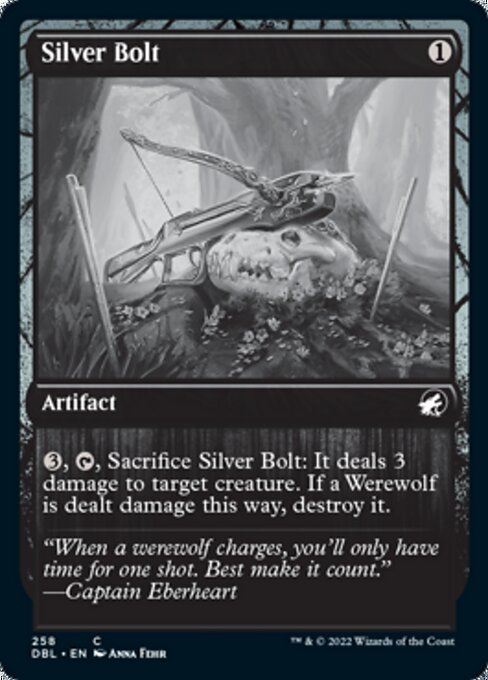 Silver Bolt 1
Artifact
3, , Sacrifice Silver Bolt: It deals 3
damage to target creature. If a Werewolf
is dealt damage this way, destroy it.
“When a werewolf charges, you’ll only have
time for one shot. Best make it count.”
—Captain Eberheart
258 C
DBL • EN Anna Fehr
™ & © 2022 Wizards of the Coast